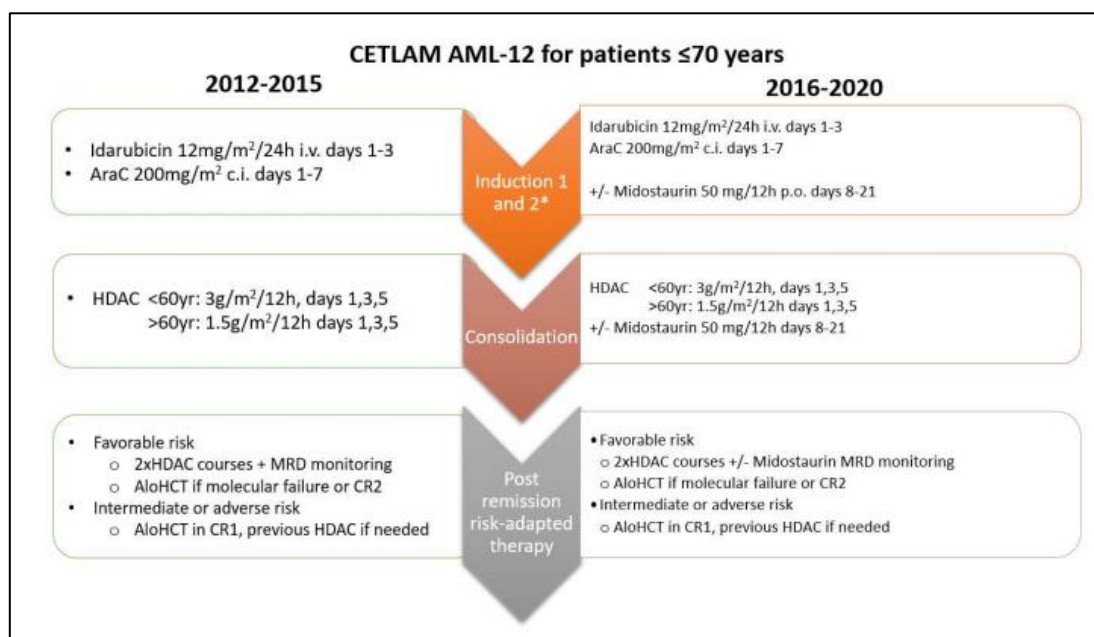 CETLAM AML-12 for patients ≤70 years
2012-2015
2016-2020
• Idarubicin 12mg/m²/24h i.v. days 1-3
• AraC 200mg/m² c.i. days 1-7
Induction 1
and 2*
Idarubicin 12mg/m²/24h i.v. days 1-3
AraC 200mg/m² c.i. days 1-7
+/- Midostaurin 50 mg/12h p.o. days 8-21
• HDAC <60yr: 3g/m²/12h, days 1,3,5
>60yr: 1.5g/m²/12h days 1,3,5
Consolidation
HDAC <60yr: 3g/m²/12h, days 1,3,5
>60yr: 1.5g/m²/12h days 1,3,5
+/- Midostaurin 50 mg/12h days 8-21
• Favorable risk
o 2xHDAC courses + MRD monitoring
o AloHCT if molecular failure or CR2
• Intermediate or adverse risk
o AloHCT in CR1, previous HDAC if needed
Post
remission
risk-adapted
therapy
•Favorable risk
o 2xHDAC courses +/- Midostaurin MRD monitoring
o AloHCT if molecular failure or CR2
•Intermediate or adverse risk
o AloHCT in CR1, previous HDAC if needed